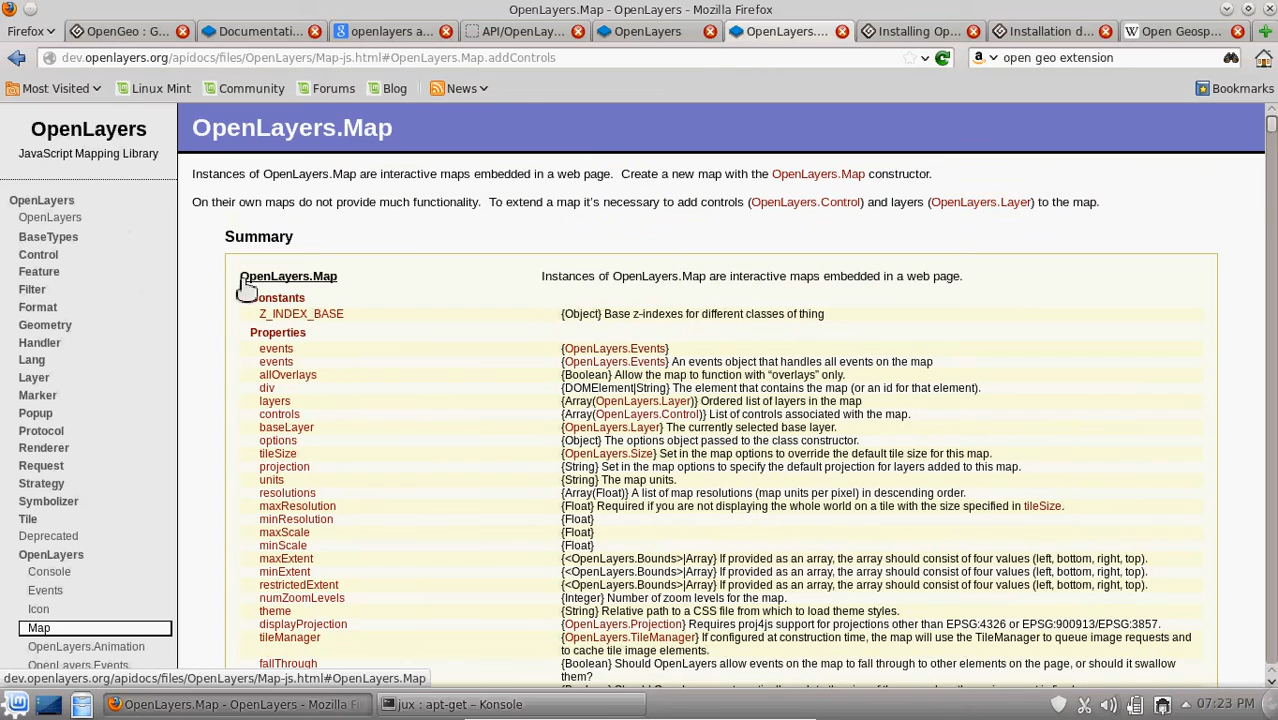 OpenLayers.Map - OpenLayers - Mozilla Firefox
Firefox
OpenGeo : G...
Documentati...
openlayers a...
API/OpenLay...
OpenLayers
OpenLayers....
Installing Op...
Installation d...
Open Geosp...
dev.openlayers.org/apidocs/files/OpenLayers/Map-js.html#OpenLayers.Map.addControls
open geo extension
Most Visited
Linux Mint
Community
Forums
Blog
News
Bookmarks
OpenLayers
JavaScript Mapping Library
OpenLayers
OpenLayers
BaseTypes
Control
Feature
Filter
Format
Geometry
Handler
Lang
Layer
Marker
Popup
Protocol
Renderer
Request
Strategy
Symbolizer
Tile
Deprecated
OpenLayers
Console
Events
Icon
Map
OpenLayers.Animation
OpenLayers.Events.
OpenLayers.Map
Instances of OpenLayers.Map are interactive maps embedded in a web page. Create a new map with the OpenLayers.Map constructor.
On their own maps do not provide much functionality. To extend a map it's necessary to add controls (OpenLayers.Control) and layers (OpenLayers.Layer) to the map.
Summary
OpenLayers.Map Instances of OpenLayers.Map are interactive maps embedded in a web page.
Constants
Z_INDEX_BASE {Object} Base z-indexes for different classes of thing
Properties
events {OpenLayers.Events}
events {OpenLayers.Events} An events object that handles all events on the map
allOverlays {Boolean} Allow the map to function with “overlays” only.
div {DOMElement|String} The element that contains the map (or an id for that element).
layers {Array(OpenLayers.Layer)} Ordered list of layers in the map
controls {Array(OpenLayers.Control)} List of controls associated with the map.
baseLayer {OpenLayers.Layer} The currently selected base layer.
options {Object} The options object passed to the class constructor.
tileSize {OpenLayers.Size} Set in the map options to override the default tile size for this map.
projection {String} Set in the map options to specify the default projection for layers added to this map.
units {String} The map units.
resolutions {Array(Float)} A list of map resolutions (map units per pixel) in descending order.
maxResolution {Float} Required if you are not displaying the whole world on a tile with the size specified in tileSize.
minResolution {Float}
maxScale {Float}
minScale {Float}
maxExtent {<OpenLayers.Bounds>|Array} If provided as an array, the array should consist of four values (left, bottom, right, top).
minExtent {<OpenLayers.Bounds>|Array} If provided as an array, the array should consist of four values (left, bottom, right, top).
restrictedExtent {<OpenLayers.Bounds>|Array} If provided as an array, the array should consist of four values (left, bottom, right, top).
numZoomLevels {Integer} Number of zoom levels for the map.
theme {String} Relative path to a CSS file from which to load theme styles.
displayProjection {OpenLayers.Projection} Requires proj4js support for projections other than EPSG:4326 or EPSG:900913/EPSG:3857.
tileManager {OpenLayers.TileManager} If configured at construction time, the map will use the TileManager to queue image requests and
to cache tile image elements.
fallThrough {Boolean} Should OpenLayers allow events on the map to fall through to other elements on the page, or should it swallow
them?
dev.openlayers.org/apidocs/files/OpenLayers/Map-js.html#OpenLayers.Map
OpenLayers.Map - OpenLayers - Mozilla Fi
jux : apt-get – Konsole
07:23 PM